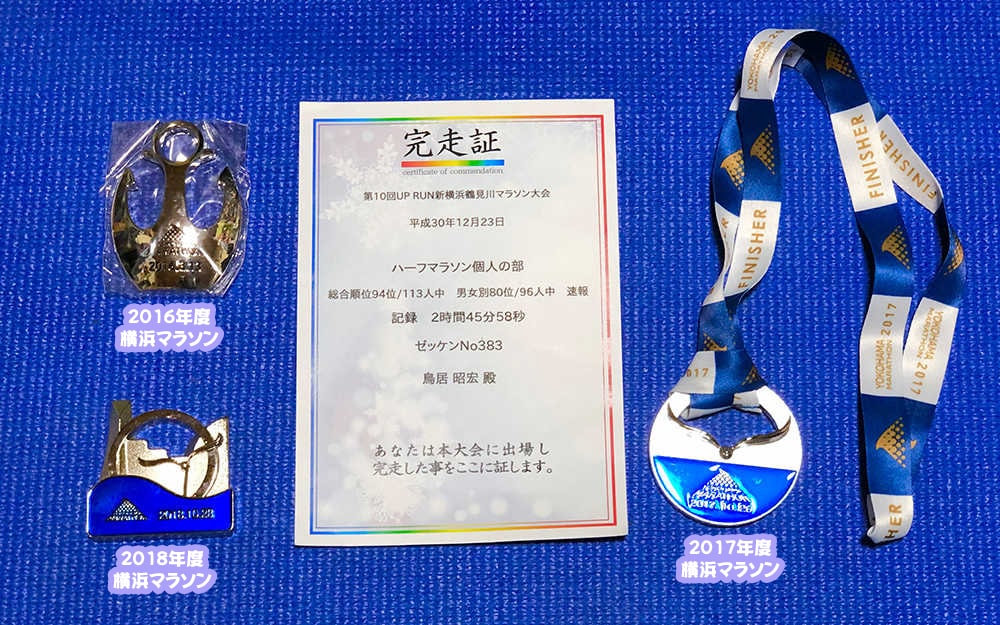 完走証
certificate of commendation
第10回UP RUN新横浜鶴見川マラソン大会
平成30年12月23日
ハーフマラソン個人の部
総合順位94位/113人中 男女別80位/96人中 速報
記録 2時間45分58秒
ゼッケンNo383
鳥居 昭宏 殿
あなたは本大会に出場し
完走した事をここに証します。
2016年度
横浜マラソン
2018.10.28
2018年度
横浜マラソン
YOKOHAMA
MARATHON 2
FINISHER
FINISHER
FINISHER
YOKOHAMA
MARATHON 2017
YOKOHAMA
MARATHON 2017
2017
SHER
2017年度
横浜マラソン